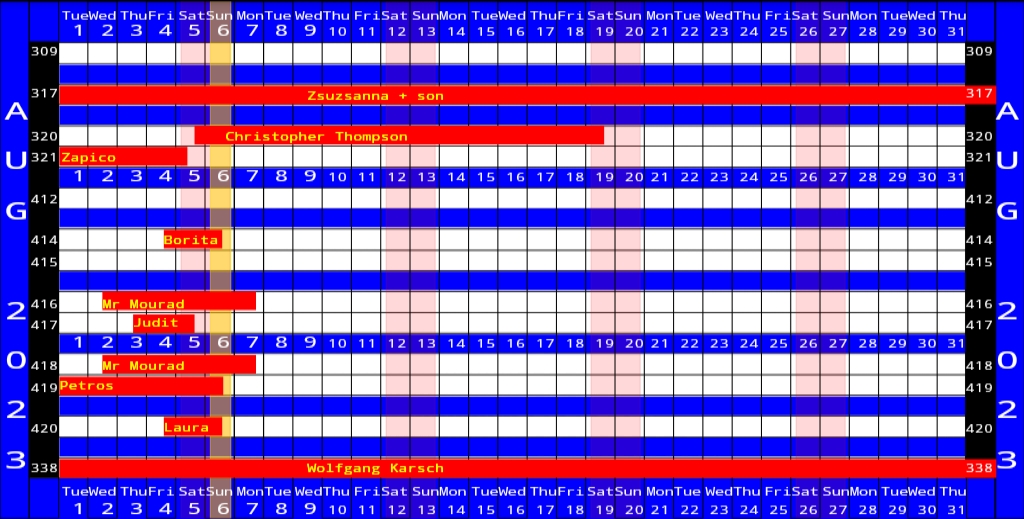 Tue Wed Thu Fri Sat Sun Mon Tue Wed Thu Fri Sat Sun Mon Tue Wed Thu Fri Sat Sun Mon Tue Wed Thu Fri Sat Sun Mon Tue Wed Thu
1 2 3 4 5 6 7 8 9 10 11 12 13 14 15 16 17 18 19 20 21 22 23 24 25 26 27 28 29 30 31
309 309
317 Zsuzsanna + son 317
320 Christopher Thompson 320
321 Zapico 321
1 2 3 4 5 6 7 8 9 10 11 12 13 14 15 16 17 18 19 20 21 22 23 24 25 26 27 28 29 30 31
412 412
414 Borita 414
415 415
416 Mr Mourad 416
417 Judit 417
1 2 3 4 5 6 7 8 9 10 11 12 13 14 15 16 17 18 19 20 21 22 23 24 25 26 27 28 29 30 31
418 Mr Mourad 418
419 Petros 419
420 Laura 420
338 Wolfgang Karsch 338
Tue Wed Thu Fri Sat Sun Mon Tue Wed Thu Fri Sat Sun Mon Tue Wed Thu Fri Sat Sun Mon Tue Wed Thu Fri Sat Sun Mon Tue Wed Thu
1 2 3 4 5 6 7 8 9 10 11 12 13 14 15 16 17 18 19 20 21 22 23 24 25 26 27 28 29 30 31
AUG 2023
AUG 2023